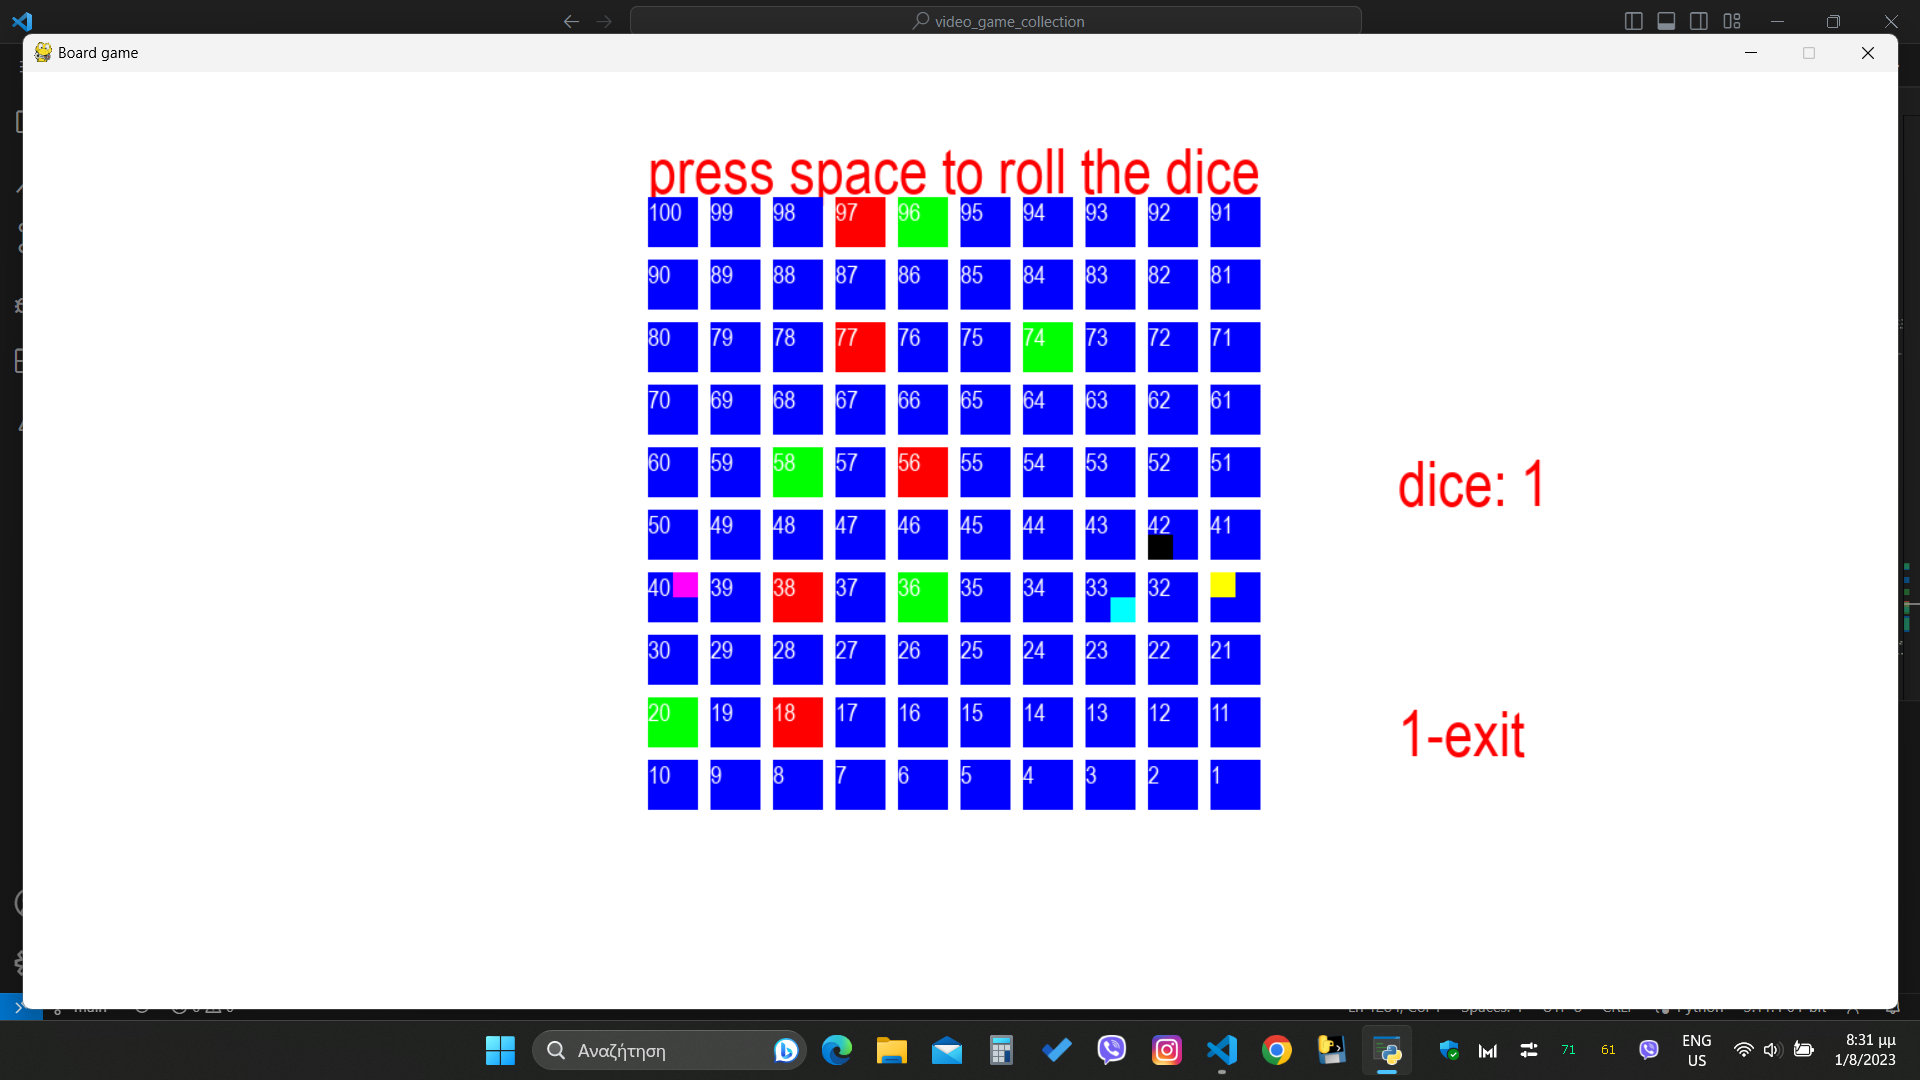 video_game_collection
Board game
press space to roll the dice
100 99 98 97 96 95 94 93 92 91
90 89 88 87 86 85 84 83 82 81
80 79 78 77 76 75 74 73 72 71
70 69 68 67 66 65 64 63 62 61
60 59 58 57 56 55 54 53 52 51
dice: 1
50 49 48 47 46 45 44 43 42 41
40 39 38 37 36 35 34 33 32
30 29 28 27 26 25 24 23 22 21
20 19 18 17 16 15 14 13 12 11
1-exit
10 9 8 7 6 5 4 3 2 1
Αναζήτηση
71
61
ENG
US
8:31 μμ
1/8/2023